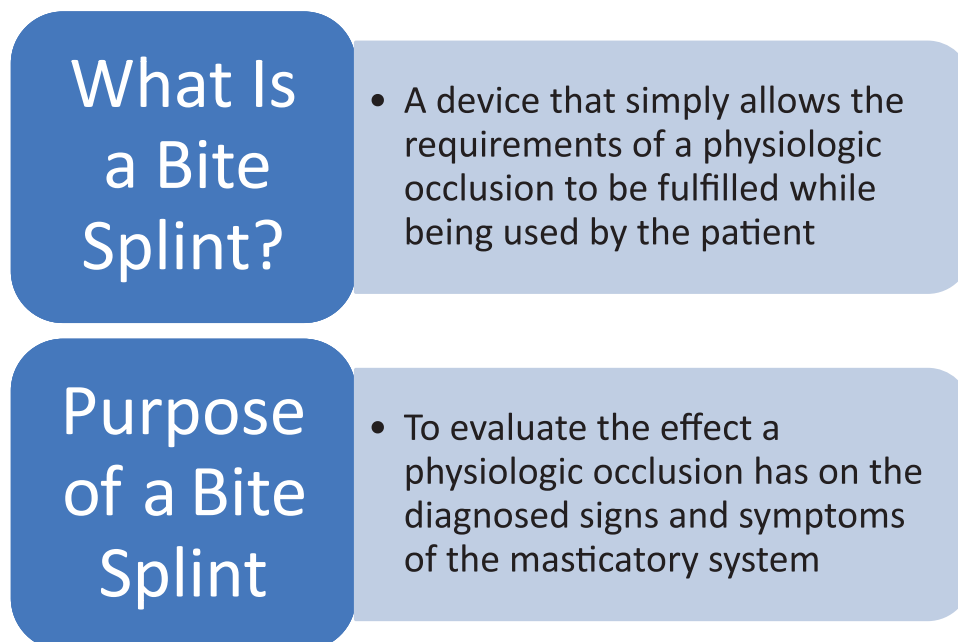 What Is
a Bite
Splint?
• A device that simply allows the
requirements of a physiologic
occlusion to be fulfilled while
being used by the patient
Purpose
of a Bite
Splint
• To evaluate the effect a
physiologic occlusion has on the
diagnosed signs and symptoms
of the masticatory system